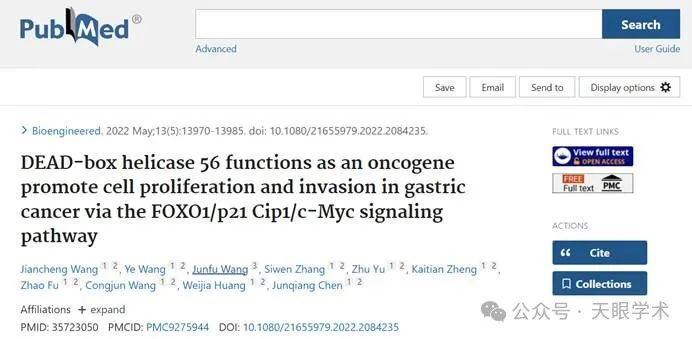 PubMed®
Search
Advanced
User Guide
Save
Email
Send to
Display options
Bioengineered. 2022 May;13(5):13970-13985. doi: 10.1080/21655979.2022.2084235.
DEAD-box helicase 56 functions as an oncogene
promote cell proliferation and invasion in gastric
cancer via the FOXO1/p21 Cip1/c-Myc signaling
pathway
Jiancheng Wang 1 2, Ye Wang 1 2, Junfu Wang 3, Siwen Zhang 1 2, Zhu Yu 1 2, Kaitian Zheng 1 2,
Zhao Fu 1 2, Congjun Wang 1 2, Weijia Huang 1 2, Junqiang Chen 1 2
Affiliations + expand
PMID: 35723050 PMCID: PMC9275944 DOI: 10.1080/21655979.2022.2084235
FULL TEXT LINKS
View full text
OPEN ACCESS
FREE
Full text
PMC
ACTIONS
Cite
Collections
公众号 · 天眼学术